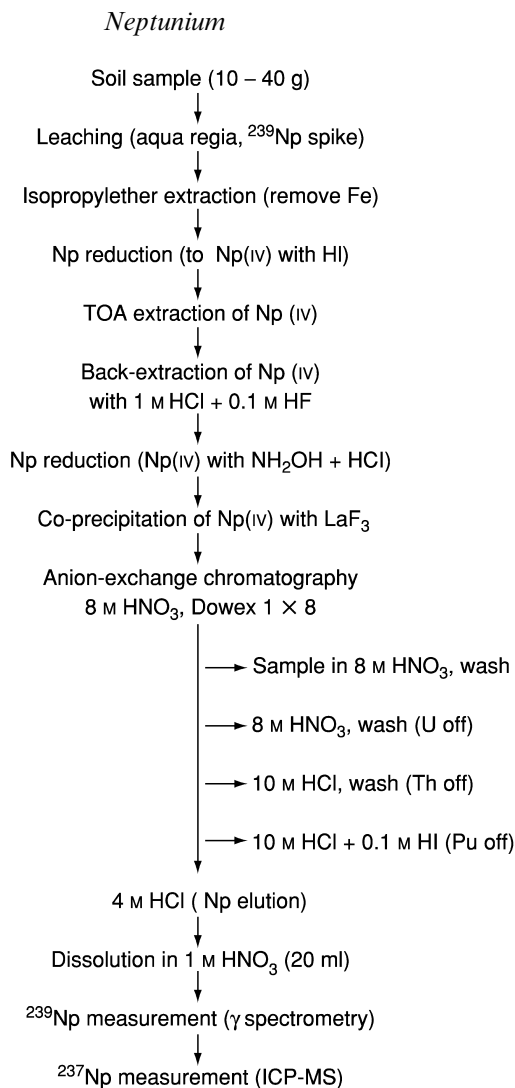 Neptunium
Soil sample (10 – 40 g)
Leaching (aqua regia, ²³⁹Np spike)
Isopropylether extraction (remove Fe)
Np reduction (to Np(IV) with HI)
TOA extraction of Np (IV)
Back-extraction of Np (IV)
with 1 M HCl + 0.1 M HF
Np reduction (Np(IV) with NH₂OH + HCl)
Co-precipitation of Np(IV) with LaF₃
Anion-exchange chromatography
8 M HNO₃, Dowex 1 × 8
Sample in 8 M HNO₃, wash
8 M HNO₃, wash (U off)
10 M HCl, wash (Th off)
10 M HCl + 0.1 M HI (Pu off)
4 M HCl ( Np elution)
Dissolution in 1 M HNO₃ (20 ml)
²³⁹Np measurement (γ spectrometry)
²³⁷Np measurement (ICP-MS)